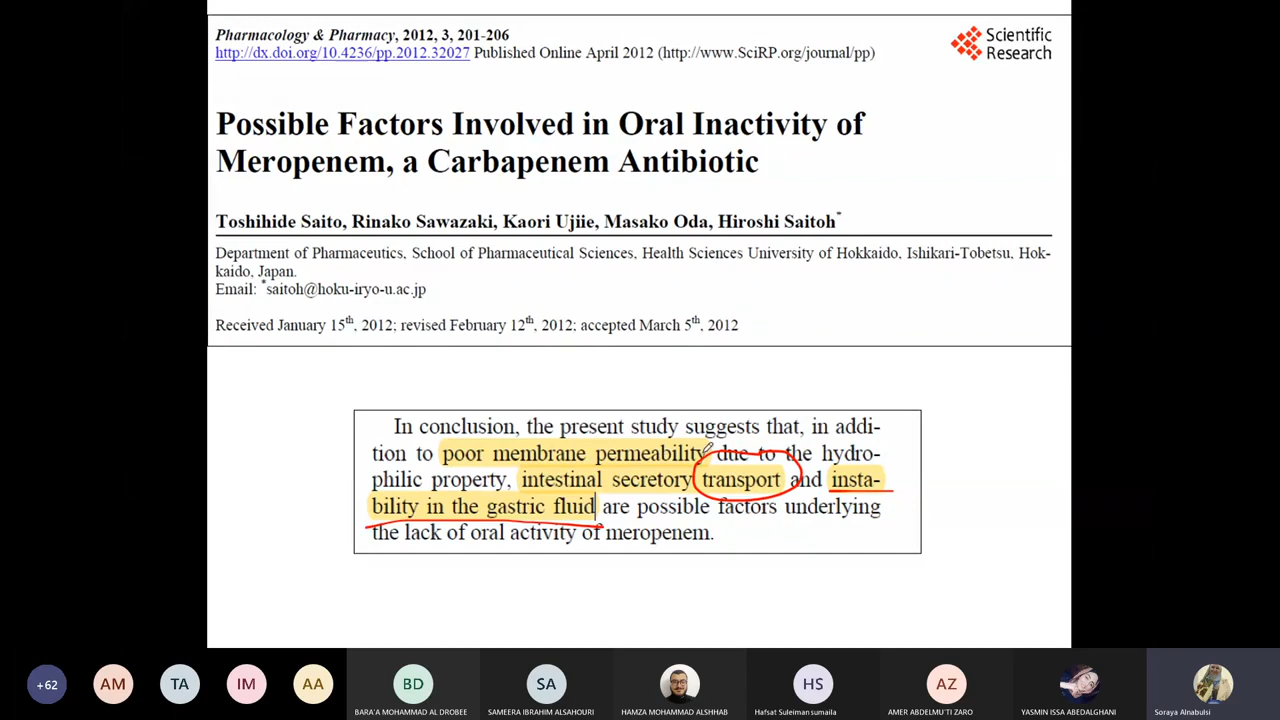 Pharmacology & Pharmacy, 2012, 3, 201-206
http://dx.doi.org/10.4236/pp.2012.32027 Published Online April 2012 (http://www.SciRP.org/journal/pp)
Scientific
Research
Possible Factors Involved in Oral Inactivity of
Meropenem, a Carbapenem Antibiotic
Toshihide Saito, Rinako Sawazaki, Kaori Ujiie, Masako Oda, Hiroshi Saitoh*
Department of Pharmaceutics, School of Pharmaceutical Sciences, Health Sciences University of Hokkaido, Ishikari-Tobetsu, Hok-
kaido, Japan.
Email: *saitoh@hoku-iryo-u.ac.jp
Received January 15th, 2012; revised February 12th, 2012; accepted March 5th, 2012
In conclusion, the present study suggests that, in addi-
tion to poor membrane permeability due to the hydro-
philic property, intestinal secretory transport and insta-
bility in the gastric fluid are possible factors underlying
the lack of oral activity of meropenem.
+62
AM
TA
IM
AA
BD
SA
HS
AZ
BARA'A MOHAMMAD AL DROBEE
SAMEERA IBRAHIM ALSAHOURI
HAMZA MOHAMMAD ALSHHAB
Hafsat Suleiman sumaila
AMER ABDELMU'TI ZARO
YASMIN ISSA ABEDALGHANI
Soraya Alnabulsi